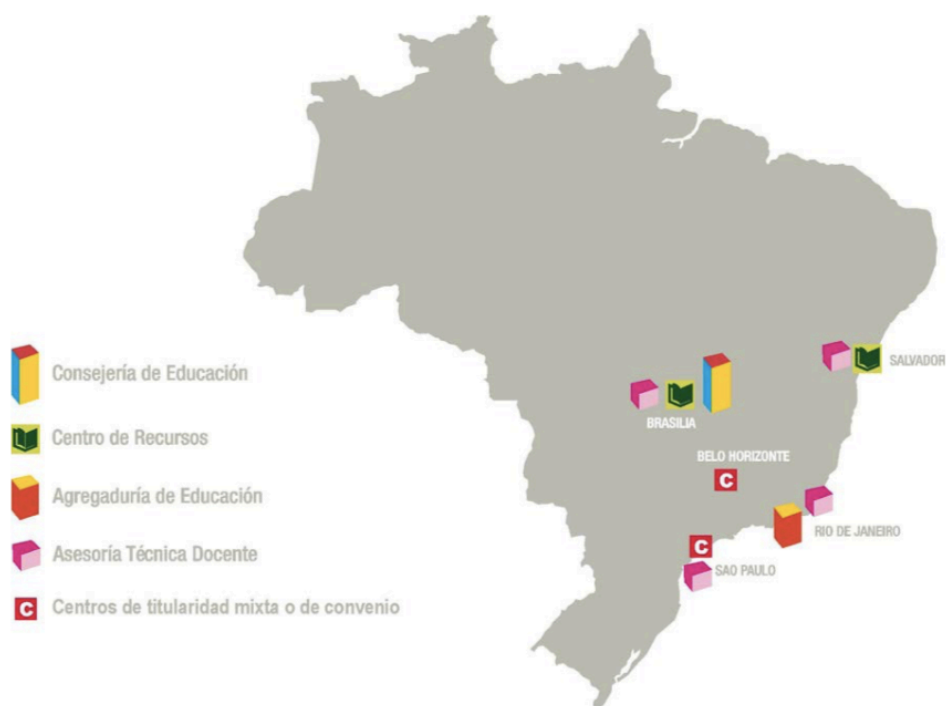 Consejería de Educación
Centro de Recursos
Agregaduría de Educación
Asesoría Técnica Docente
C Centros de titularidad mixta o de convenio
SALVADOR
BRASILIA
BELO HORIZONTE
C
RIO DE JANEIRO
C
SAO PAULO